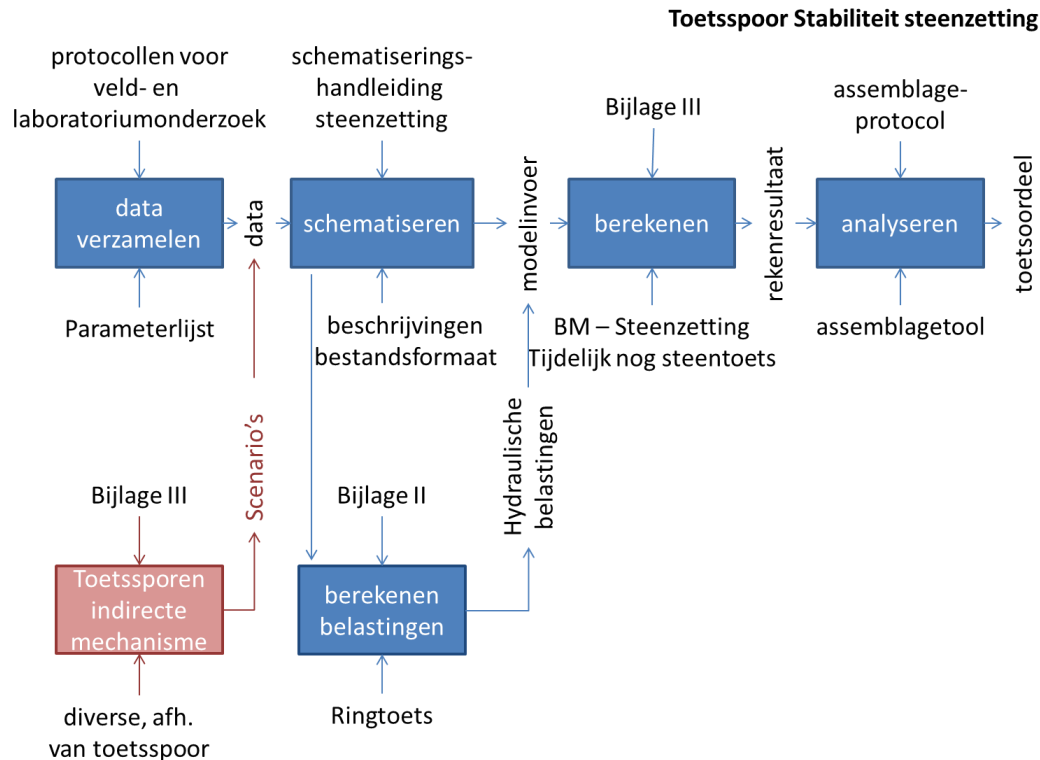 Toetsspoor Stabiliteit steenzetting
protocollen voor
veld- en
laboratoriumonderzoek
schematiserings-
handleiding
steenzetting
Bijlage III
assemblage-
protocol
data
verzamelen
data
schematiseren
modelinvoer
berekenen
rekenresultaat
analyseren
toetsoordeel
Parameterlijst
beschrijvingen
bestandsformaat
BM – Steenzetting
Tijdelijk nog steentoets
assemblagetool
Scenario's
Hydraulische
belastingen
Bijlage III
Bijlage II
Toetssporen
indirecte
mechanisme
berekenen
belastingen
diverse, afh.
van toetsspoor
Ringtoets